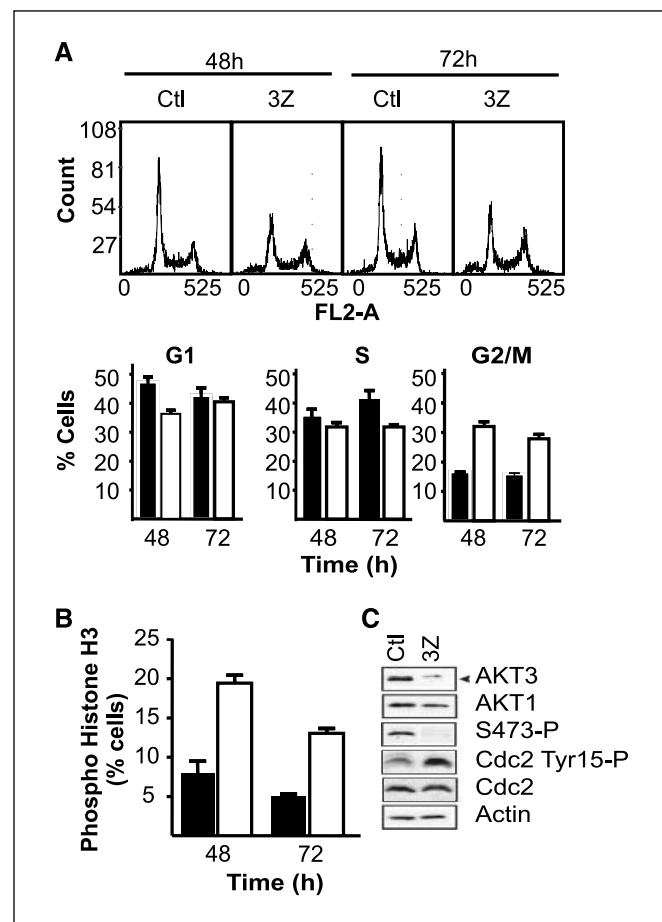 A
48h 72h
Ctl 3Z Ctl 3Z
Count
108
81
54
27
0 525 0 525 0 525 0 525
FL2-A
G1 S G2/M
% Cells
50 50 50
40 40 40
30 30 30
20 20 20
10 10 10
48 72 48 72 48 72
Time (h)
B
Phospho Histone H3
(% cells)
25
20
15
10
5
48 72
Time (h)
C
Ctl 3Z
AKT3
AKT1
S473-P
Cdc2 Tyr15-P
Cdc2
Actin